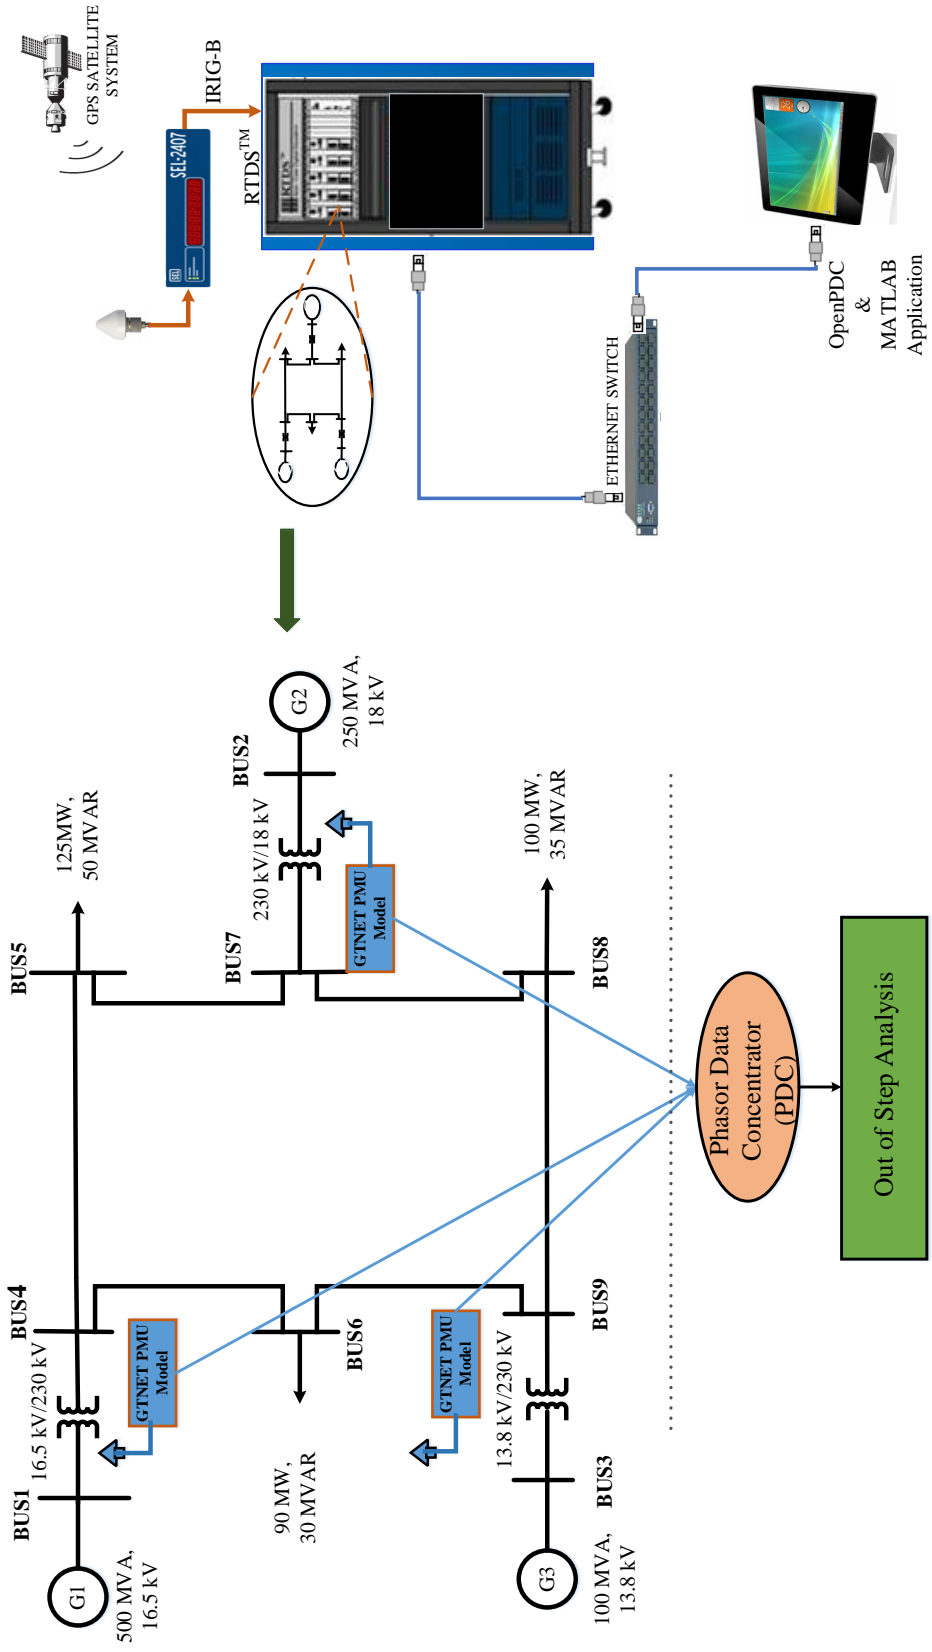 BUS1
BUS4
BUS5
16.5 kV/230 kV
125MW,
50 MVAR
G1
500 MVA,
16.5 kV
GTNET PMU
Model
BUS6
90 MW,
30 MVAR
BUS7
BUS2
230 kV/18 kV
G2
250 MVA,
18 kV
GTNET PMU
Model
GTNET PMU
Model
13.8 kV/230 kV
BUS3
BUS9
BUS8
G3
100 MVA,
13.8 kV
100 MW,
35 MVAR
Phasor Data
Concentrator
(PDC)
Out of Step Analysis
GPS SATELLITE
SYSTEM
SEL
SEL-2407
IRIG-B
RTDS™
RTDS
ETHERNET SWITCH
OpenPDC
&
MATLAB
Application